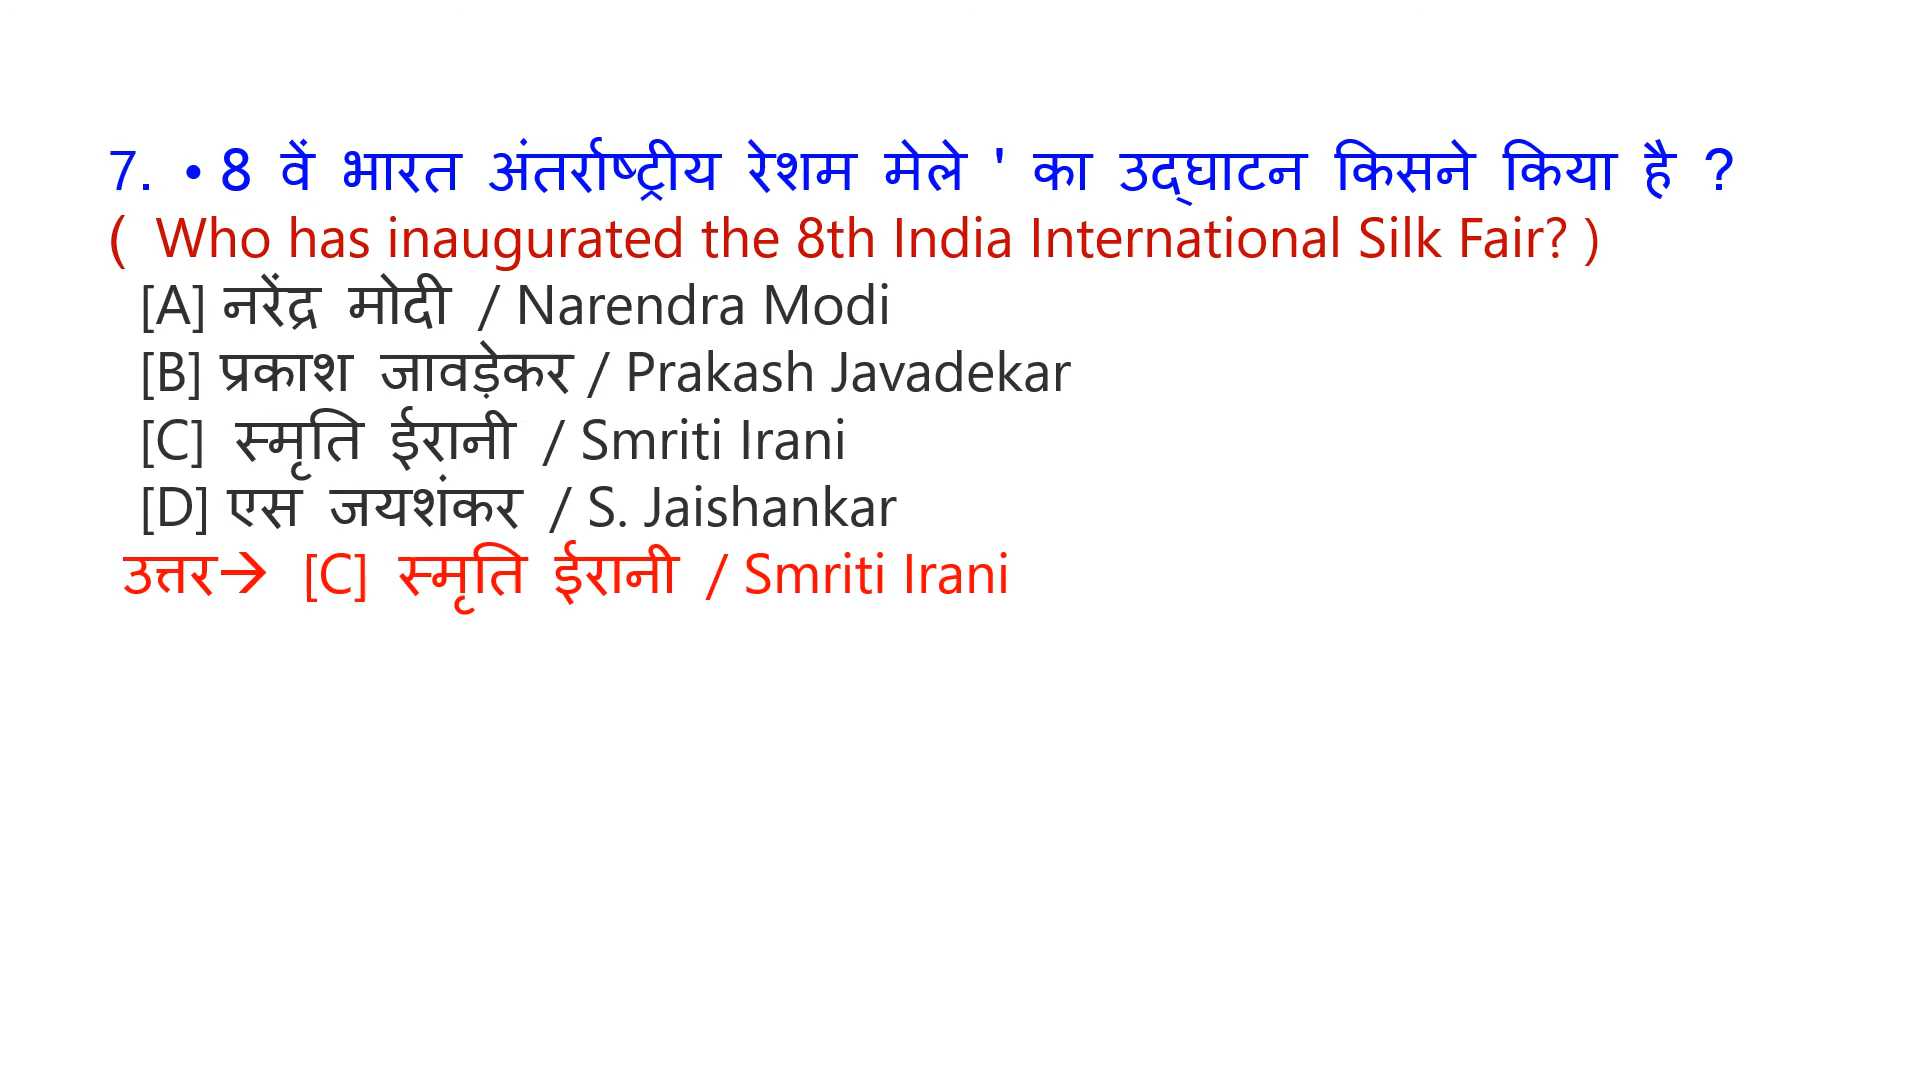 7. • 8 वें भारत अंतर्राष्ट्रीय रेशम मेले ' का उद्घाटन किसने किया है ?
( Who has inaugurated the 8th India International Silk Fair? )
[A] नरेंद्र मोदी / Narendra Modi
[B] प्रकाश जावड़ेकर / Prakash Javadekar
[C] स्मृति ईरानी / Smriti Irani
[D] एस जयशंकर / S. Jaishankar
उत्तर→ [C] स्मृति ईरानी / Smriti Irani